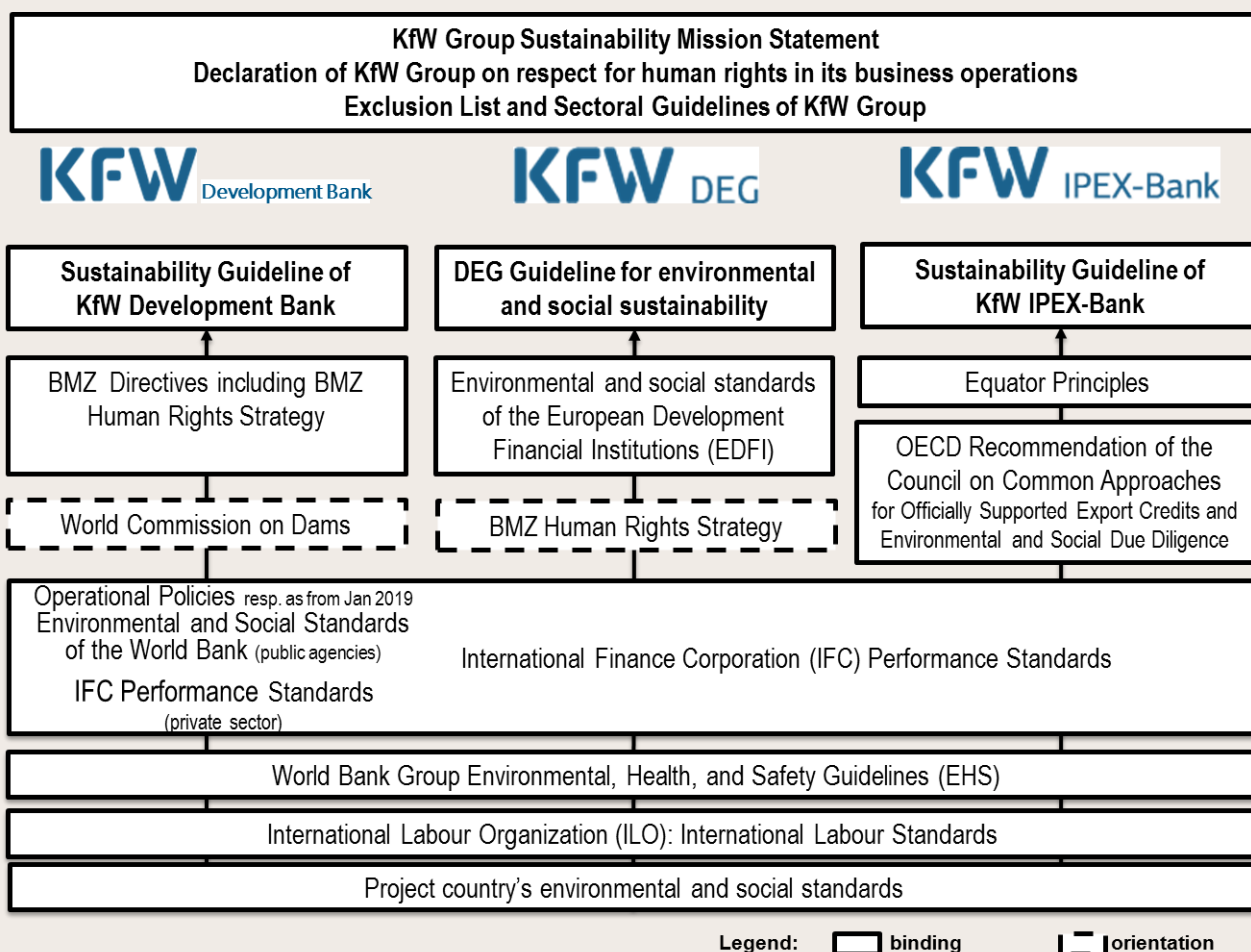 KfW Group Sustainability Mission Statement
Declaration of KfW Group on respect for human rights in its business operations
Exclusion List and Sectoral Guidelines of KfW Group
KFW Development Bank
KFW DEG
KFW IPEX-Bank
Sustainability Guideline of
KfW Development Bank
DEG Guideline for environmental
and social sustainability
Sustainability Guideline of
KfW IPEX-Bank
BMZ Directives including BMZ
Human Rights Strategy
Environmental and social standards
of the European Development
Financial Institutions (EDFI)
Equator Principles
OECD Recommendation of the
Council on Common Approaches
for Officially Supported Export Credits and
Environmental and Social Due Diligence
World Commission on Dams
BMZ Human Rights Strategy
Operational Policies resp. as from Jan 2019
Environmental and Social Standards
of the World Bank (public agencies)
IFC Performance Standards
(private sector)
International Finance Corporation (IFC) Performance Standards
World Bank Group Environmental, Health, and Safety Guidelines (EHS)
International Labour Organization (ILO): International Labour Standards
Project country's environmental and social standards
Legend: binding orientation